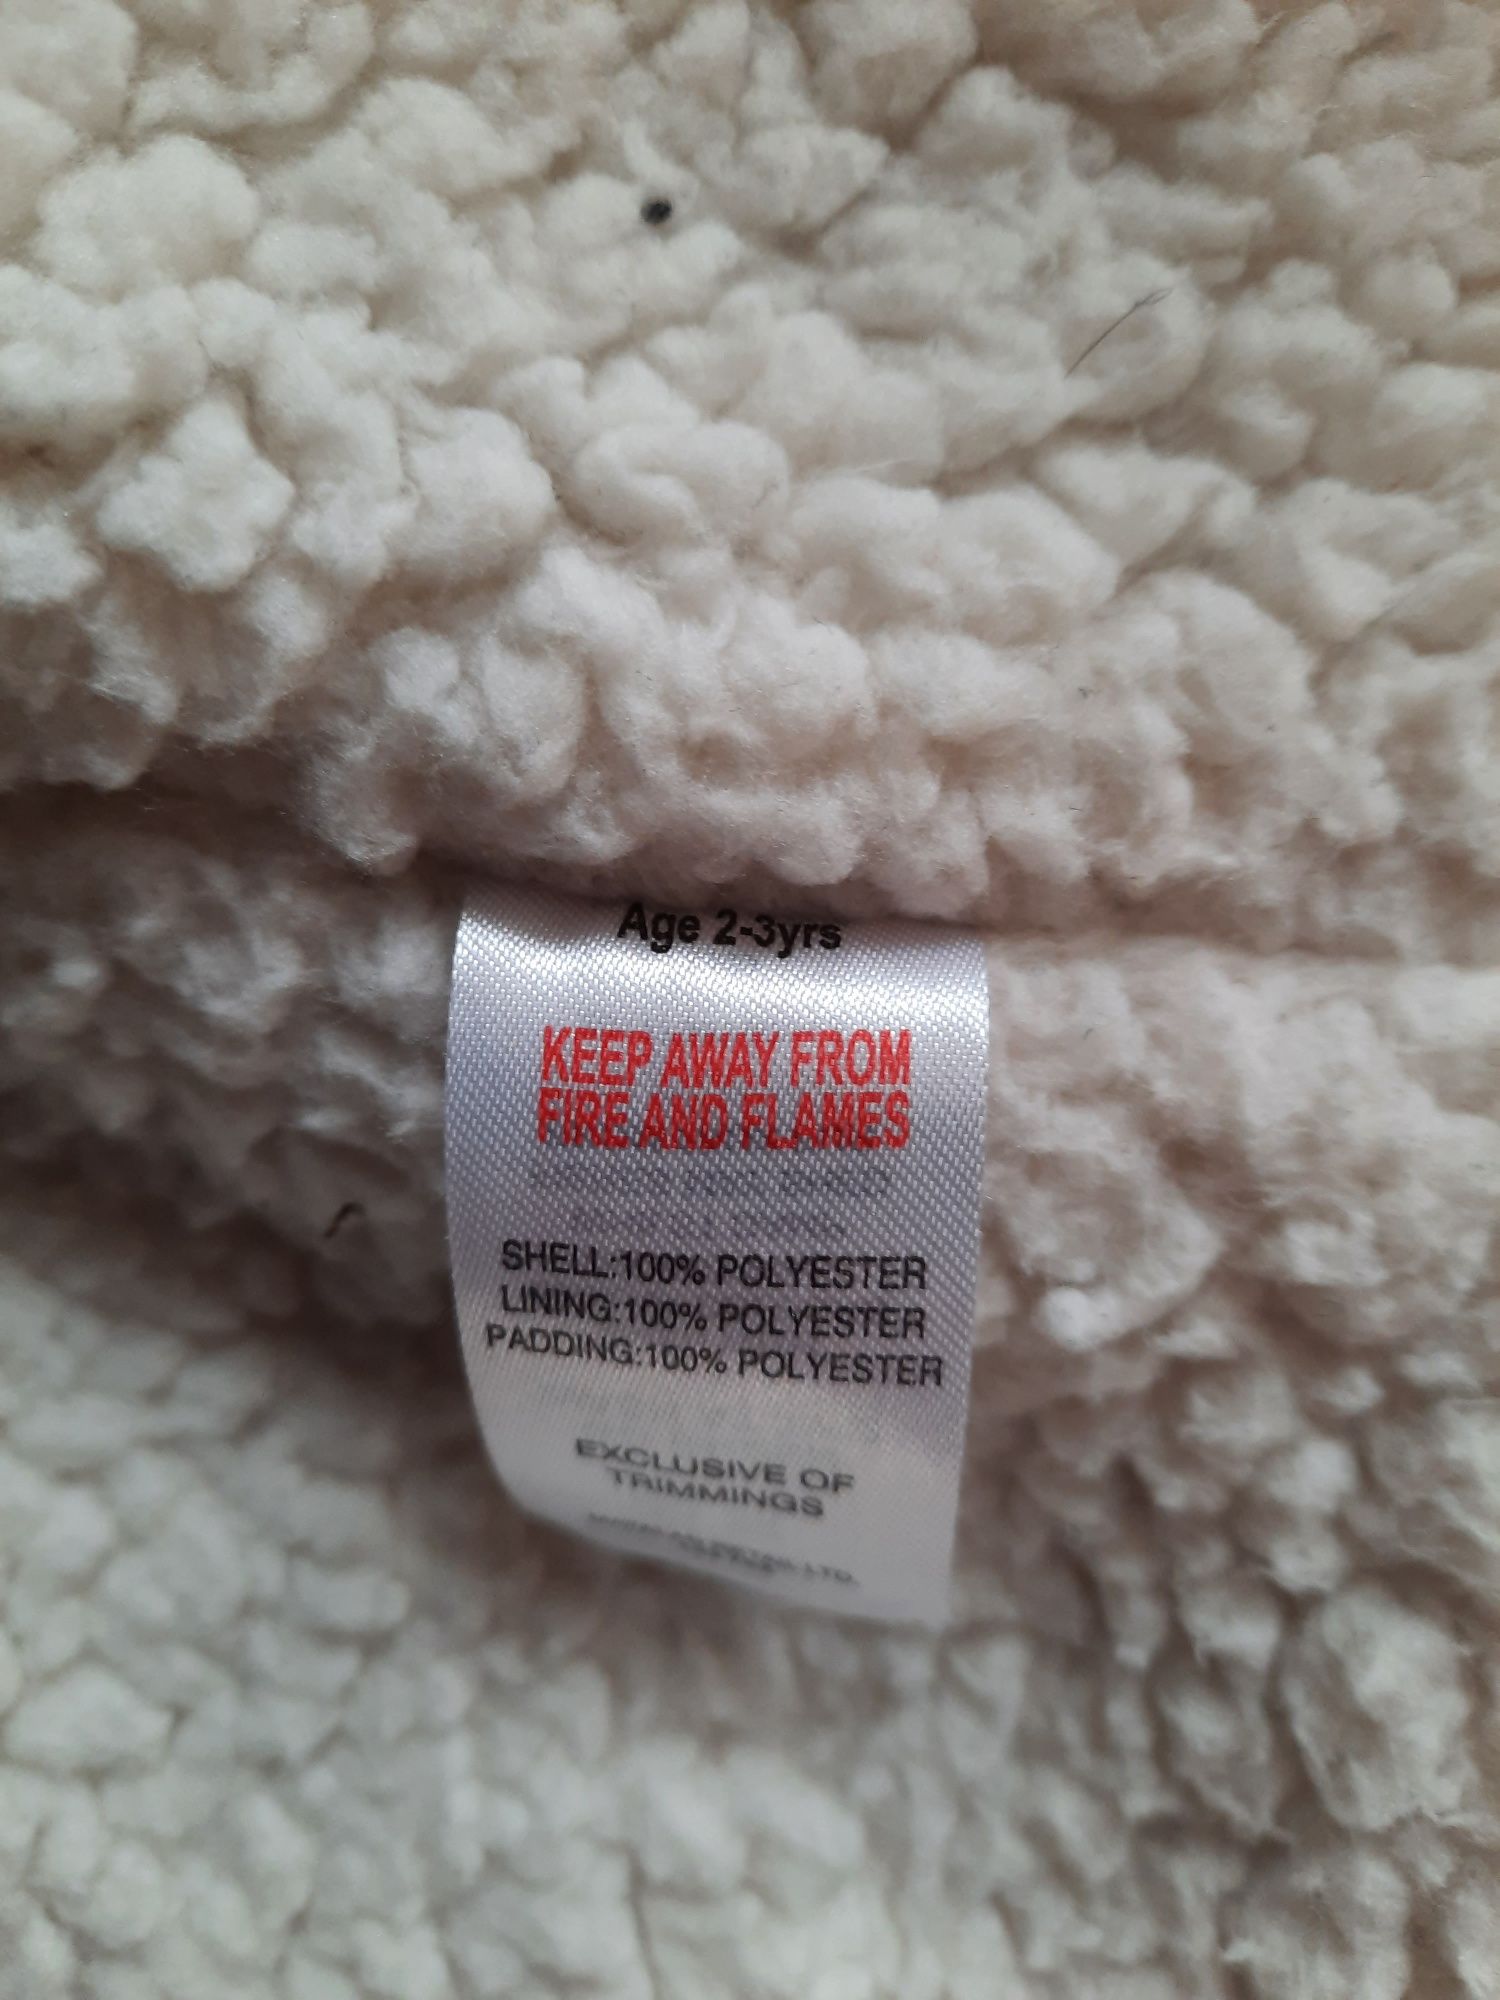 Age 2-3yrs
KEEP AWAY FROM
FIRE AND FLAMES
SHELL:100% POLYESTER
LINING:100% POLYESTER
PADDING:100% POLYESTER
EXCLUSIVE OF
TRIMMINGS
LTD.